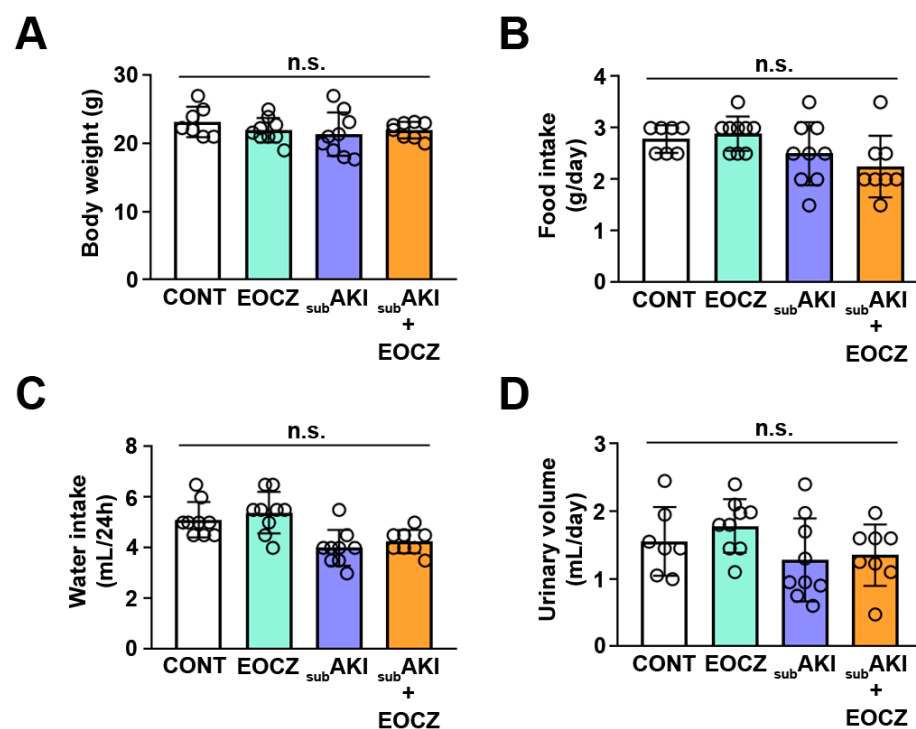 A
n.s.
Body weight (g)
30
20
10
0
CONT EOCZ subAKI subAKI
+
EOCZ
B
n.s.
Food intake
(g/day)
4
3
2
1
0
CONT EOCZ subAKI subAKI
+
EOCZ
C
n.s.
Water intake
(mL/24h)
8
6
4
2
0
CONT EOCZ subAKI subAKI
+
EOCZ
D
n.s.
Urinary volume
(mL/day)
3
2
1
0
CONT EOCZ subAKI subAKI
+
EOCZ